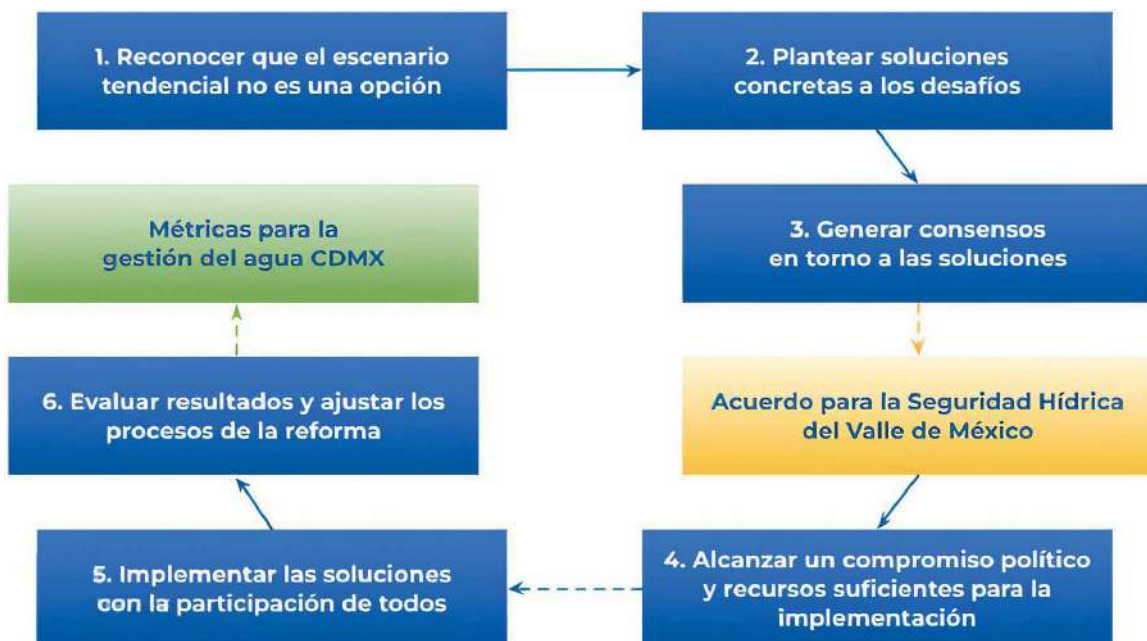 1. Reconocer que el escenario
tendencial no es una opción
2. Plantear soluciones
concretas a los desafíos
3. Generar consensos
en torno a las soluciones
Acuerdo para la Seguridad Hídrica
del Valle de México
4. Alcanzar un compromiso político
y recursos suficientes para la
implementación
5. Implementar las soluciones
con la participación de todos
6. Evaluar resultados y ajustar los
procesos de la reforma
Métricas para la
gestión del agua CDMX